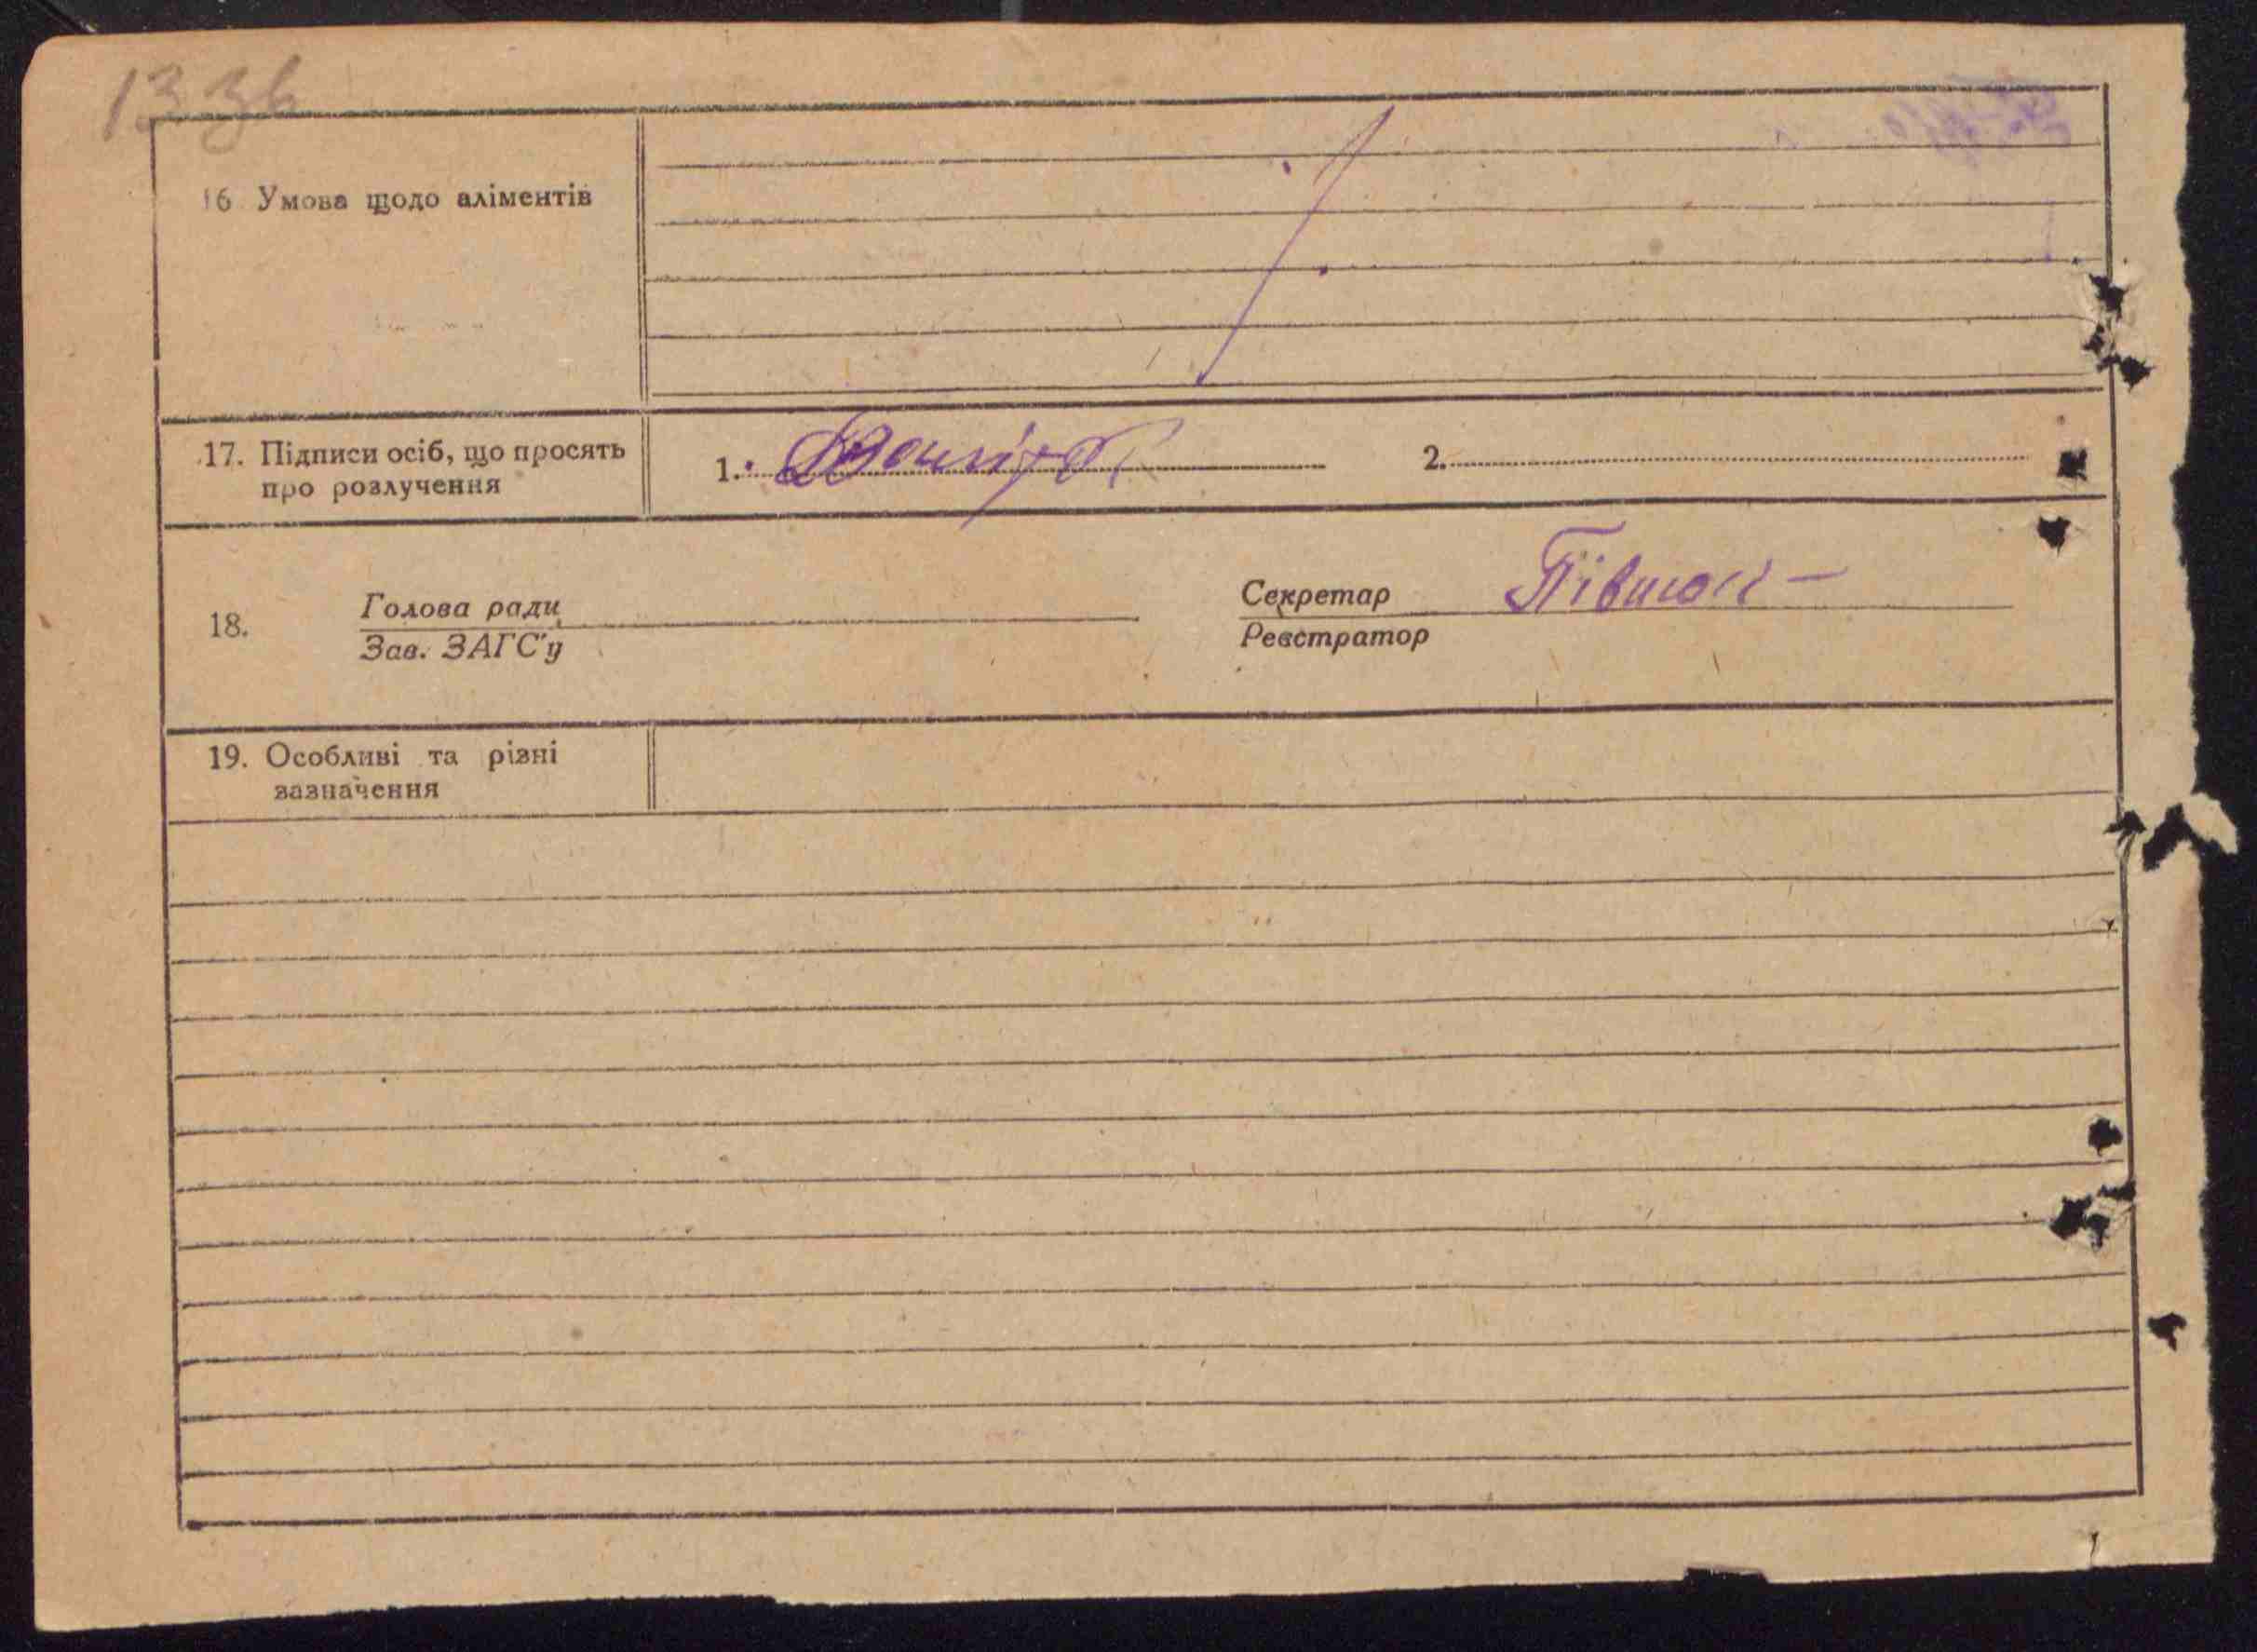 133б
16 Умова щодо аліментів
17. Підписи осіб, що просять
про розлучення
1.
2.
18.
Голова ради
Зав. ЗАГС'у
Секретар
Реєстратор
19. Особливі та різні
зазначення